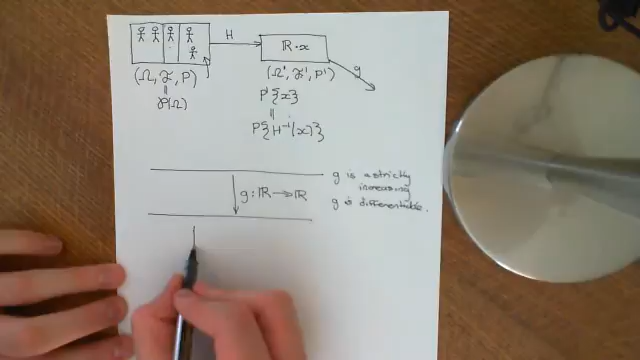 H
ℝ · x
g
(Ω, ℱ, P)
(Ω', ℱ', P')
=
𝒫(Ω)
P'{x}
=
P{H⁻¹(x)}
g is a strictly
increasing
g: ℝ → ℝ
g is differentiable.